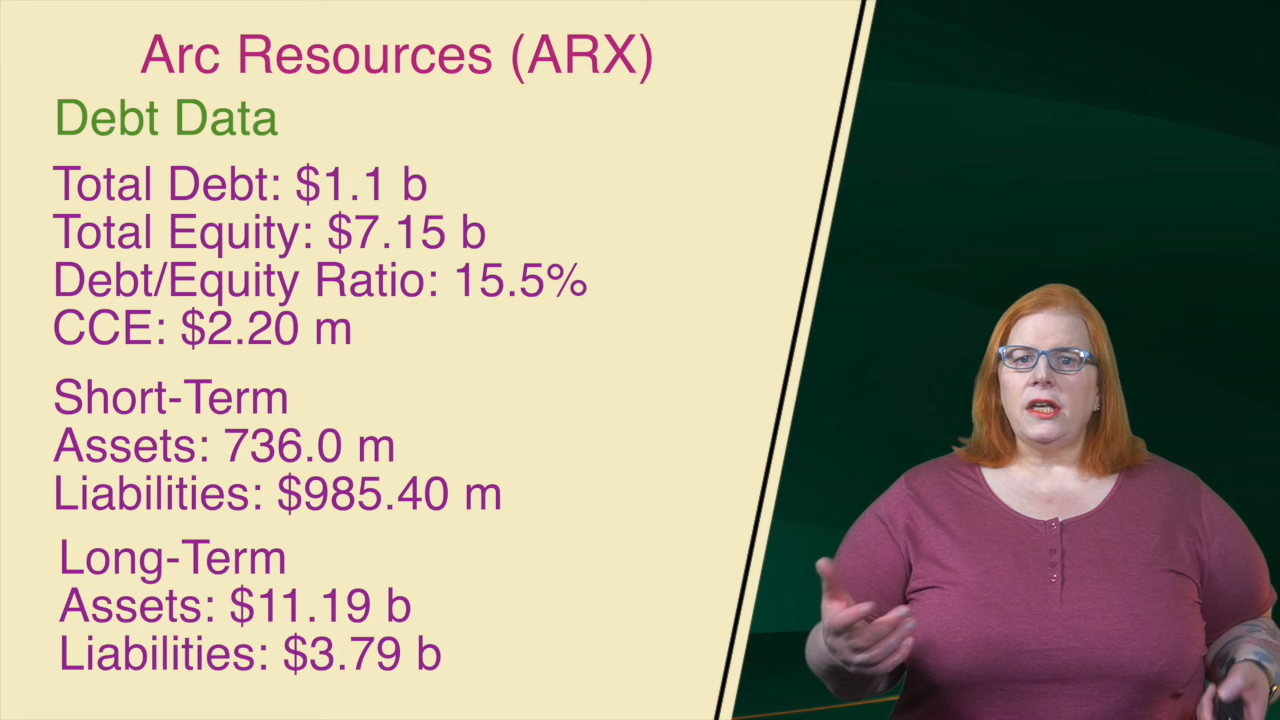 Arc Resources (ARX)
Debt Data
Total Debt: $1.1 b
Total Equity: $7.15 b
Debt/Equity Ratio: 15.5%
CCE: $2.20 m
Short-Term
Assets: 736.0 m
Liabilities: $985.40 m
Long-Term
Assets: $11.19 b
Liabilities: $3.79 b